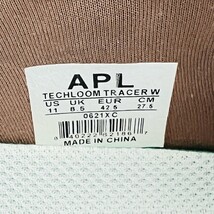 APL
TECHLOOM TRACER W
US UK EUR CM
11 8.5 42.5 27.5
0621XC
MADE IN CHINA